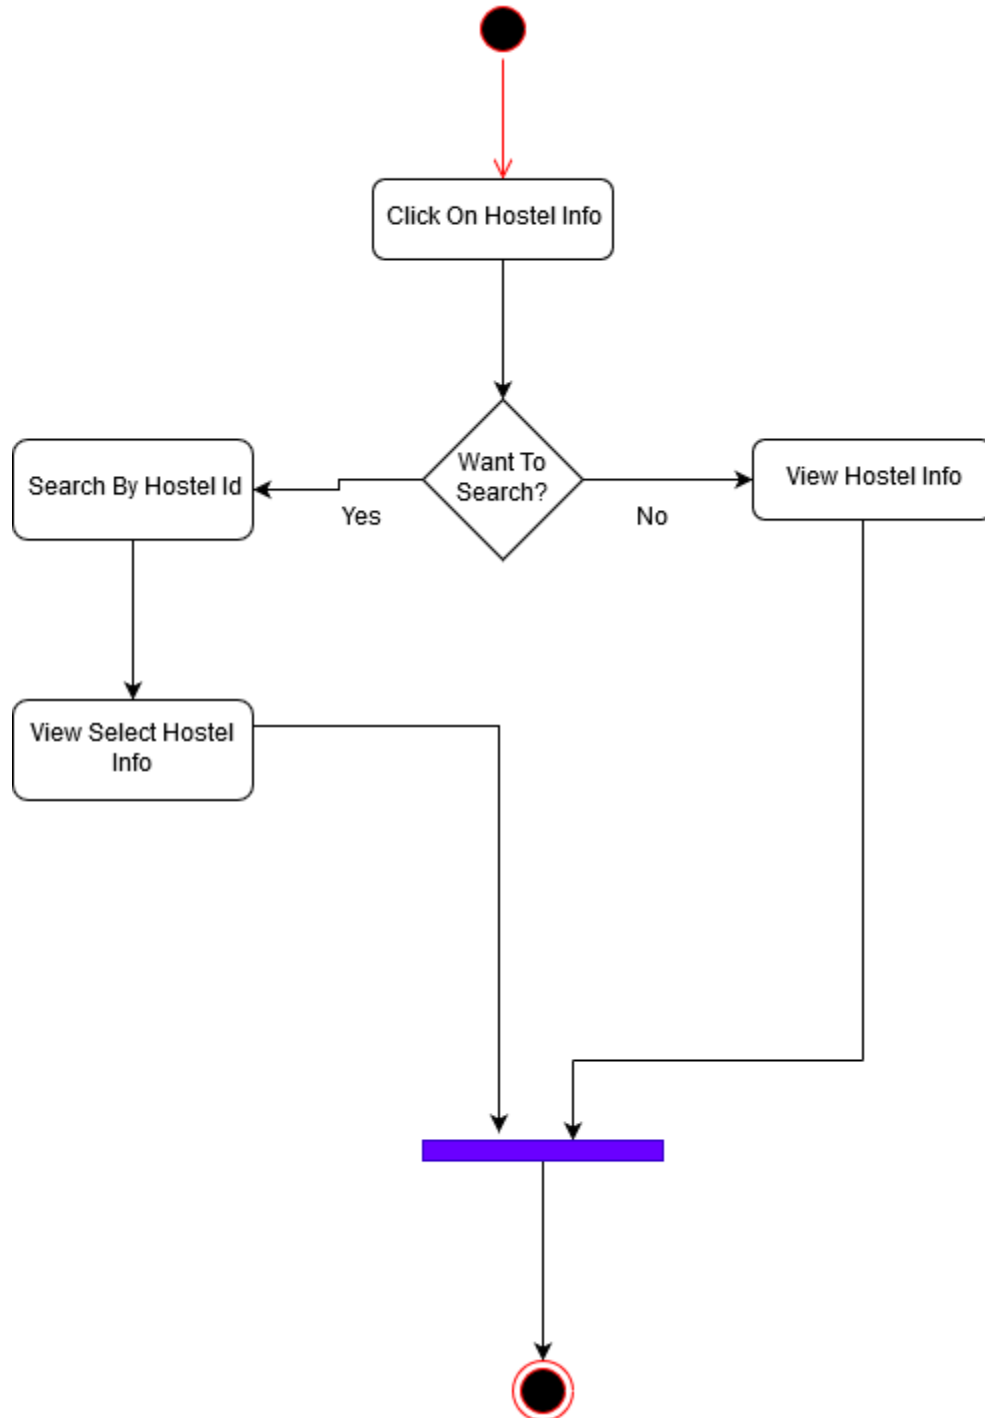 Click On Hostel Info
Want To
Search?
Search By Hostel Id
Yes
No
View Hostel Info
View Select Hostel
Info